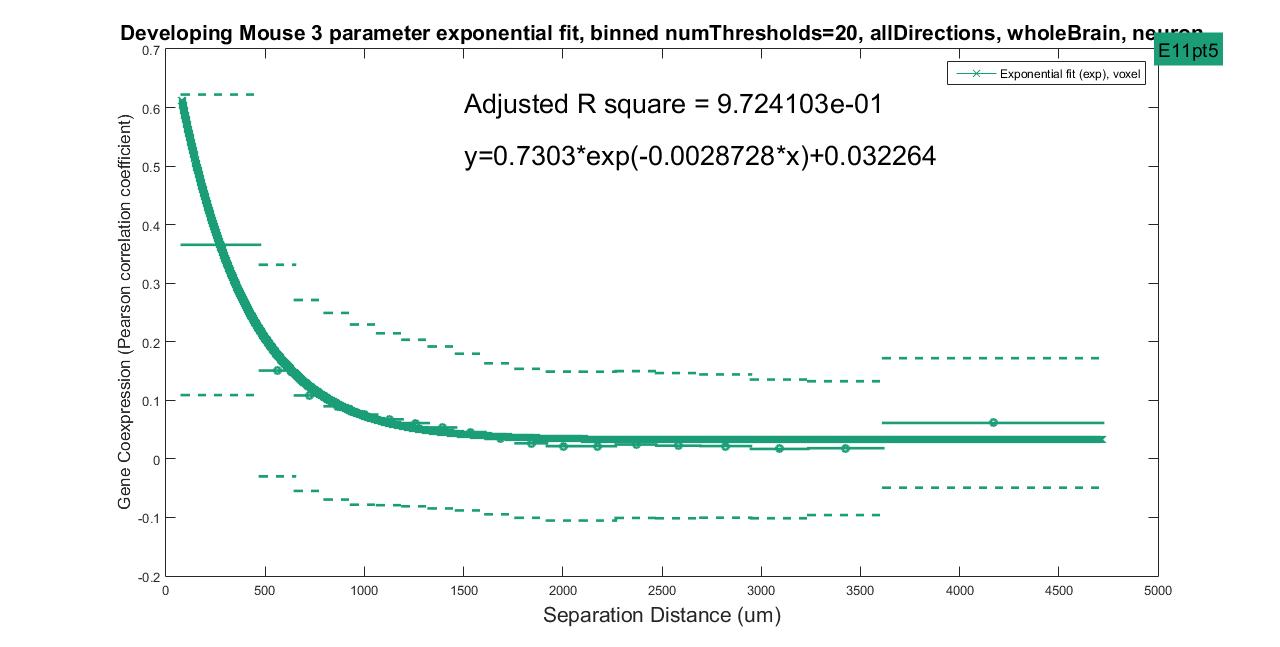 Developing Mouse 3 parameter exponential fit, binned numThresholds=20, allDirections, wholeBrain, neuron
E11pt5
Exponential fit (exp), voxel
Adjusted R square = 9.724103e-01
y=0.7303*exp(-0.0028728*x)+0.032264
Gene Coexpression (Pearson correlation coefficient)
0.7
0.6
0.5
0.4
0.3
0.2
0.1
0
-0.1
-0.2
0 500 1000 1500 2000 2500 3000 3500 4000 4500 5000
Separation Distance (um)